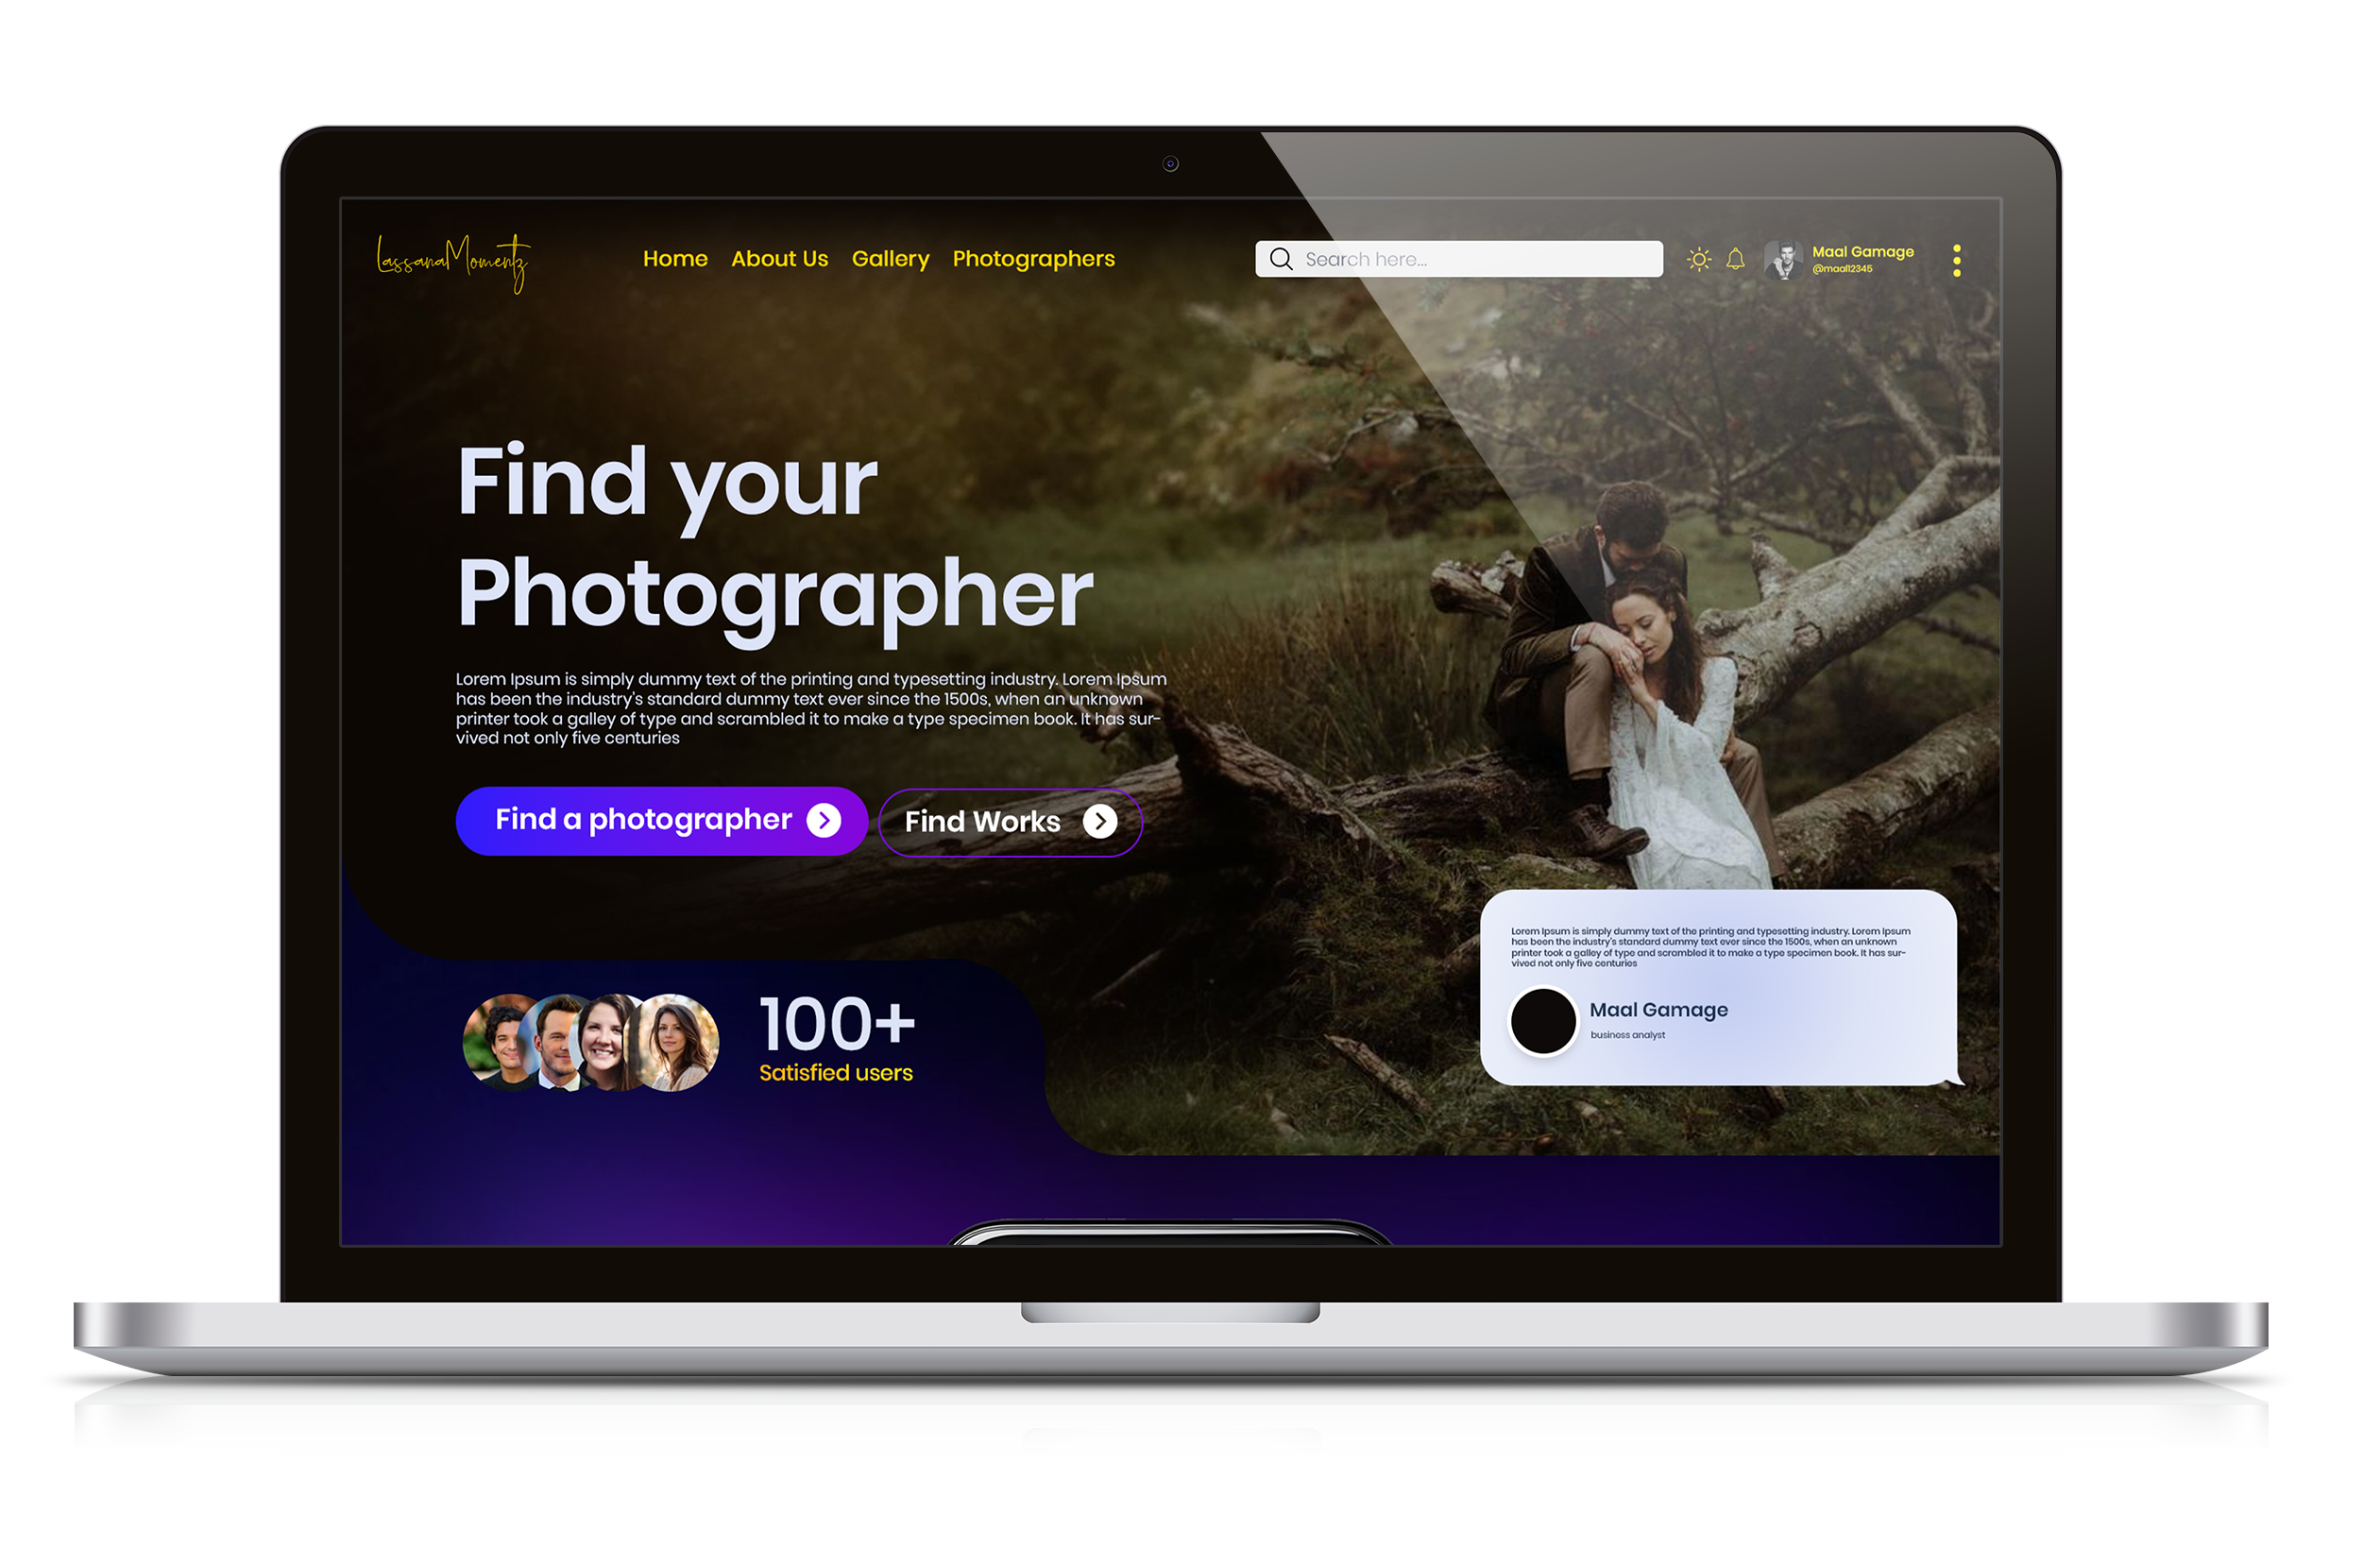 LassanaMomentz
Home About Us Gallery Photographers
Search here...
Maal Gamage
@maal12345
Find your
Photographer
Lorem Ipsum is simply dummy text of the printing and typesetting industry. Lorem Ipsum
has been the industry's standard dummy text ever since the 1500s, when an unknown
printer took a galley of type and scrambled it to make a type specimen book. It has sur-
vived not only five centuries
Find a photographer
Find Works
100+
Satisfied users
Lorem Ipsum is simply dummy text of the printing and typesetting industry. Lorem Ipsum
has been the industry's standard dummy text ever since the 1500s, when an unknown
printer took a galley of type and scrambled it to make a type specimen book. It has sur-
vived not only five centuries
Maal Gamage
business analyst